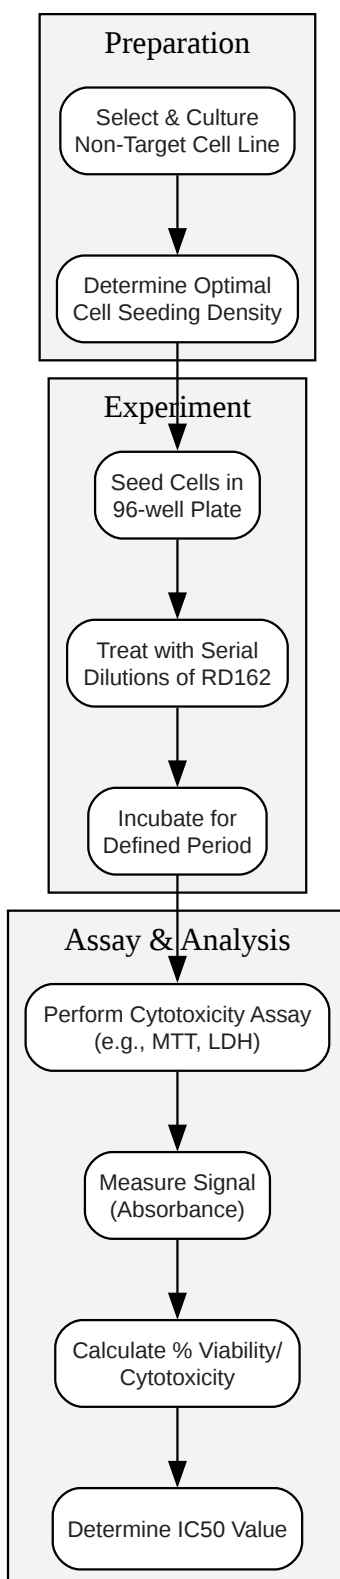 Preparation
Select & Culture
Non-Target Cell Line
Determine Optimal
Cell Seeding Density
Experiment
Seed Cells in
96-well Plate
Treat with Serial
Dilutions of RD162
Incubate for
Defined Period
Assay & Analysis
Perform Cytotoxicity Assay
(e.g., MTT, LDH)
Measure Signal
(Absorbance)
Calculate % Viability/
Cytotoxicity
Determine IC50 Value